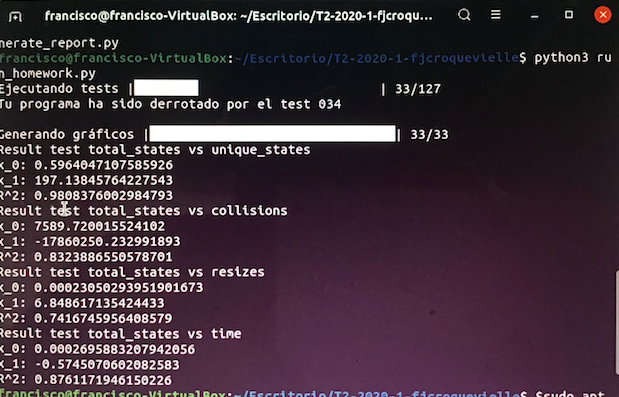 francisco@francisco-VirtualBox: ~/Escritorio/T2-2020-1-fjcroquev...
nerate_report.py
francisco@francisco-VirtualBox:~/Escritorio/T2-2020-1-fjcroquevielle$ python3 ru
n_homework.py
Ejecutando tests | | 33/127
Tu programa ha sido derrotado por el test 034
Generando gráficos | | 33/33
Result test total_states vs unique_states
x_0: 0.5964047107585926
x_1: 197.13845764227543
R^2: 0.9808376002984793
Result test total_states vs collisions
x_0: 7589.720015524102
x_1: -17860250.232991893
R^2: 0.8323886550578701
Result test total_states vs resizes
x_0: 0.00023050293951901673
x_1: 6.848617135424433
R^2: 0.7416745956408579
Result test total_states vs time
x_0: 0.0002695883207942056
x_1: -0.5745070602082583
R^2: 0.8761171946150226
francisco@francisco-VirtualBox:~/Escritorio/T2-2020-1-fjcroquevielle$ $sudo apt